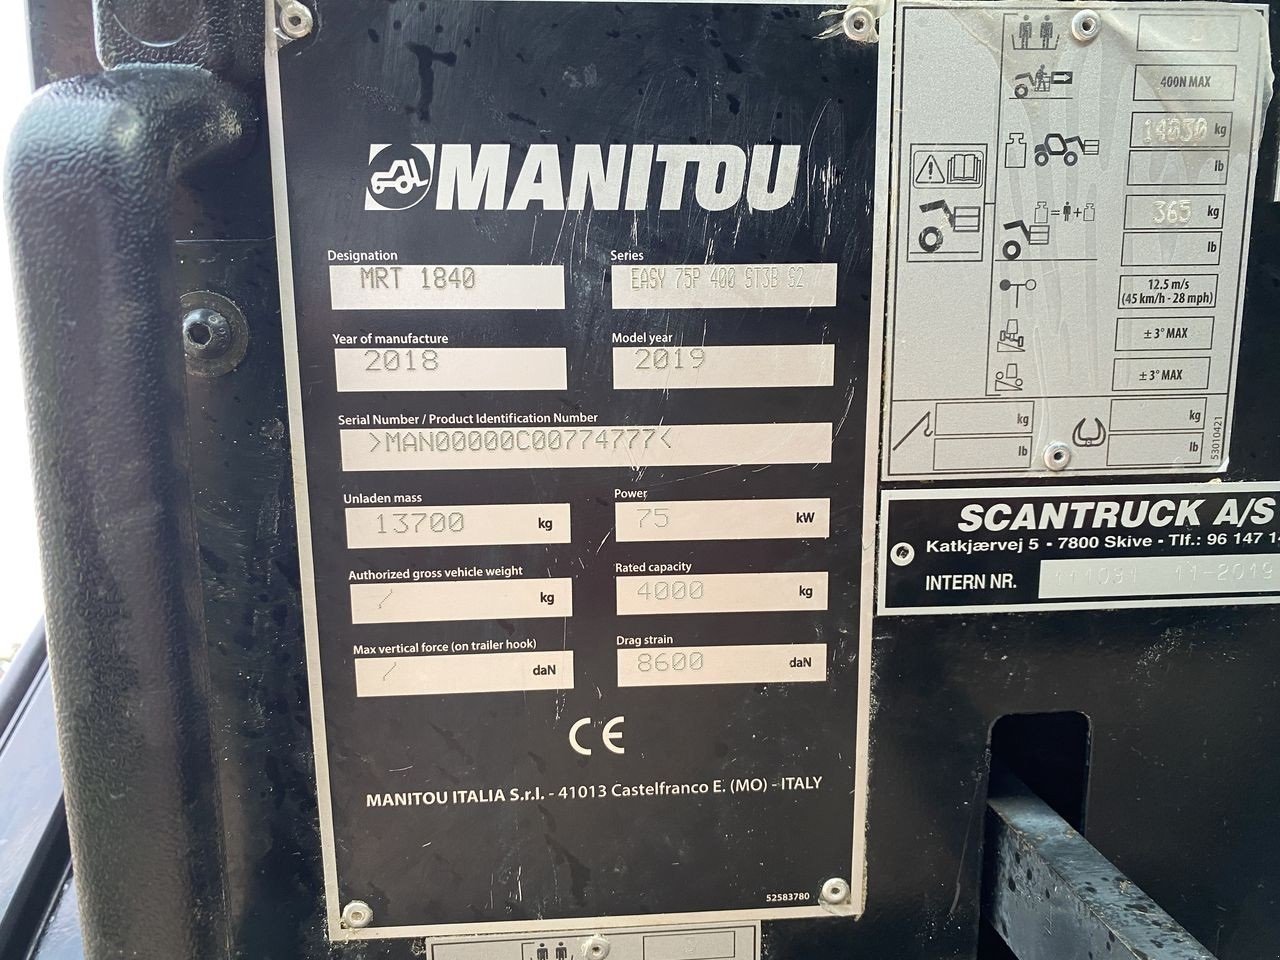 MANITOU
Designation
MRT 1840
Series
EASY 75P 400 ST3B S2
Year of manufacture
2018
Model year
2019
Serial Number / Product Identification Number
>MAN00000C00774777<
Unladen mass
13700 kg
Power
75 kW
Authorized gross vehicle weight
/ kg
Rated capacity
4000 kg
Max vertical force (on trailer hook)
/ daN
Drag strain
8600 daN
CE
MANITOU ITALIA S.r.l. - 41013 Castelfranco E. (MO) - ITALY
52583780
400N MAX
14030 kg
lb
365 kg
lb
= +
12.5 m/s
(45 km/h - 28 mph)
± 3° MAX
± 3° MAX
kg
lb
kg
lb
53010421
SCANTRUCK A/S
Katkjærvej 5 - 7800 Skive - Tlf.: 96 147 14
INTERN NR.
11-2019